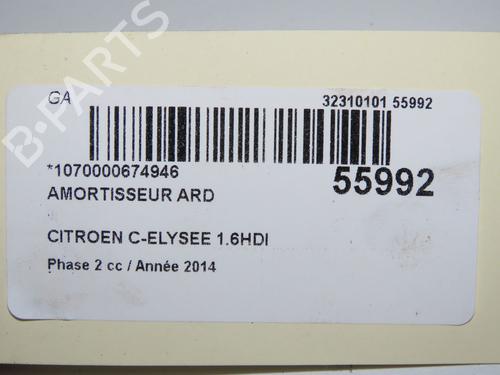 B-PARTS
GA
32310101 55992
*1070000674946
55992
AMORTISSEUR ARD
CITROEN C-ELYSEE 1.6HDI
Phase 2 cc / Année 2014